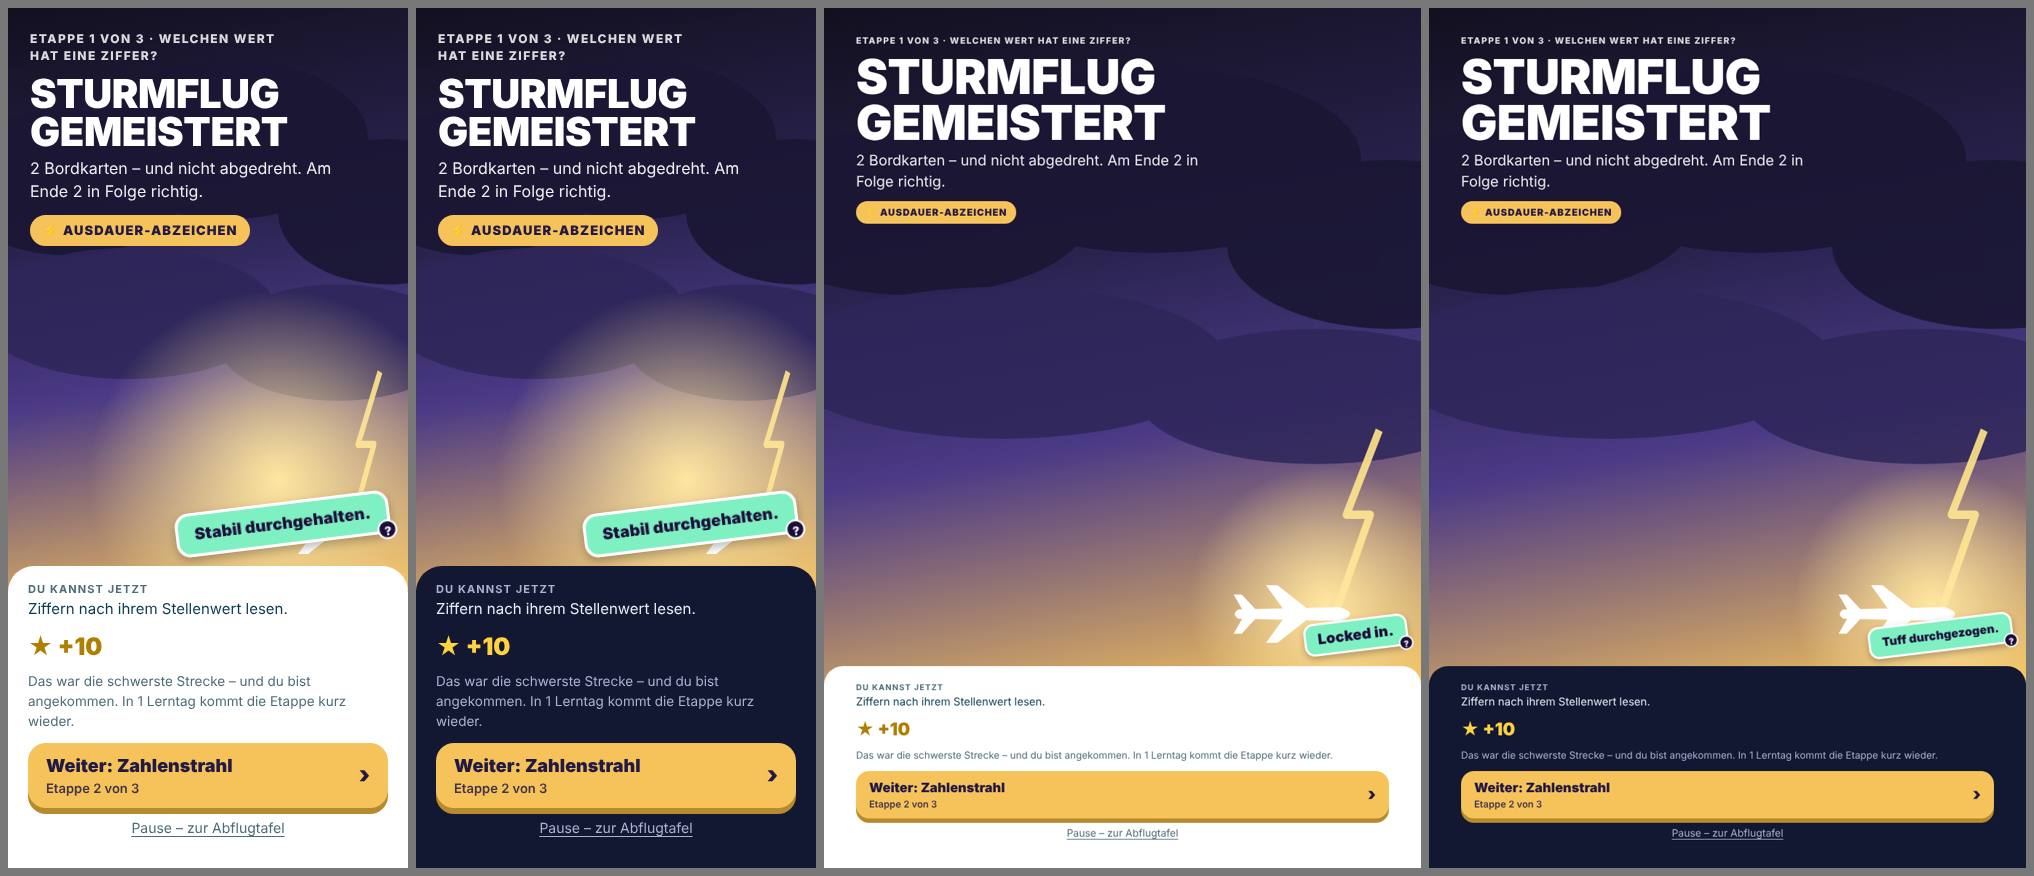 ETAPPE 1 VON 3 · WELCHEN WERT
HAT EINE ZIFFER?
STURMFLUG
GEMEISTERT
2 Bordkarten – und nicht abgedreht. Am
Ende 2 in Folge richtig.
⚡ AUSDAUER-ABZEICHEN
Stabil durchgehalten.
?
DU KANNST JETZT
Ziffern nach ihrem Stellenwert lesen.
★ +10
Das war die schwerste Strecke – und du bist
angekommen. In 1 Lerntag kommt die Etappe kurz
wieder.
Weiter: Zahlenstrahl
Etappe 2 von 3
›
Pause – zur Abflugtafel
ETAPPE 1 VON 3 · WELCHEN WERT
HAT EINE ZIFFER?
STURMFLUG
GEMEISTERT
2 Bordkarten – und nicht abgedreht. Am
Ende 2 in Folge richtig.
⚡ AUSDAUER-ABZEICHEN
Stabil durchgehalten.
?
DU KANNST JETZT
Ziffern nach ihrem Stellenwert lesen.
★ +10
Das war die schwerste Strecke – und du bist
angekommen. In 1 Lerntag kommt die Etappe kurz
wieder.
Weiter: Zahlenstrahl
Etappe 2 von 3
›
Pause – zur Abflugtafel
ETAPPE 1 VON 3 · WELCHEN WERT HAT EINE ZIFFER?
STURMFLUG
GEMEISTERT
2 Bordkarten – und nicht abgedreht. Am Ende 2 in
Folge richtig.
⚡ AUSDAUER-ABZEICHEN
Locked in.
?
DU KANNST JETZT
Ziffern nach ihrem Stellenwert lesen.
★ +10
Das war die schwerste Strecke – und du bist angekommen. In 1 Lerntag kommt die Etappe kurz wieder.
Weiter: Zahlenstrahl
Etappe 2 von 3
›
Pause – zur Abflugtafel
ETAPPE 1 VON 3 · WELCHEN WERT HAT EINE ZIFFER?
STURMFLUG
GEMEISTERT
2 Bordkarten – und nicht abgedreht. Am Ende 2 in
Folge richtig.
⚡ AUSDAUER-ABZEICHEN
Tuff durchgezogen.
?
DU KANNST JETZT
Ziffern nach ihrem Stellenwert lesen.
★ +10
Das war die schwerste Strecke – und du bist angekommen. In 1 Lerntag kommt die Etappe kurz wieder.
Weiter: Zahlenstrahl
Etappe 2 von 3
›
Pause – zur Abflugtafel